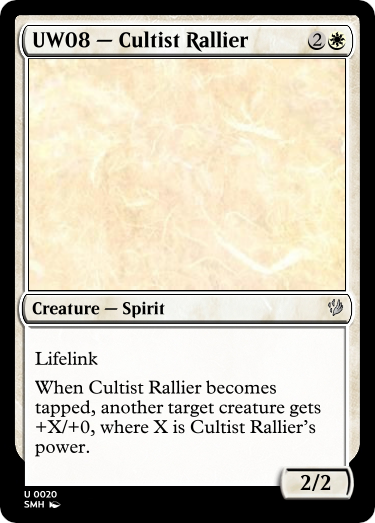 UW08 — Cultist Rallier 2
Creature — Spirit
Lifelink
When Cultist Rallier becomes
tapped, another target creature gets
+X/+0, where X is Cultist Rallier's
power.
2/2
U 0020
SMH